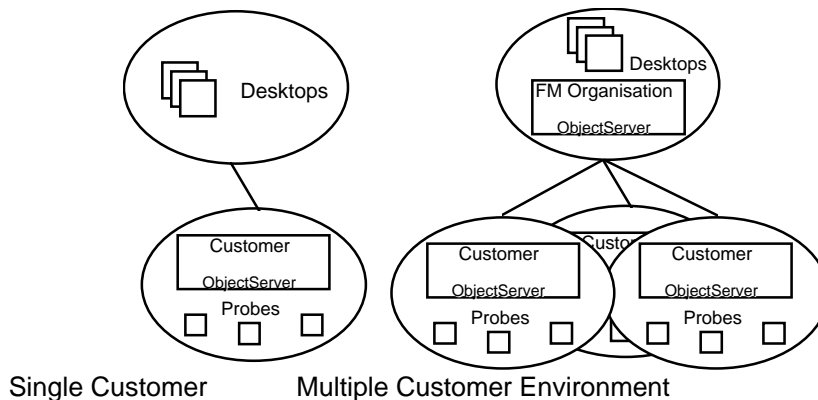 Desktops
Customer
ObjectServer
Probes
Single Customer
Desktops
FM Organisation
ObjectServer
Customer
ObjectServer
Probes
Customer
ObjectServer
Probes
Multiple Customer Environment